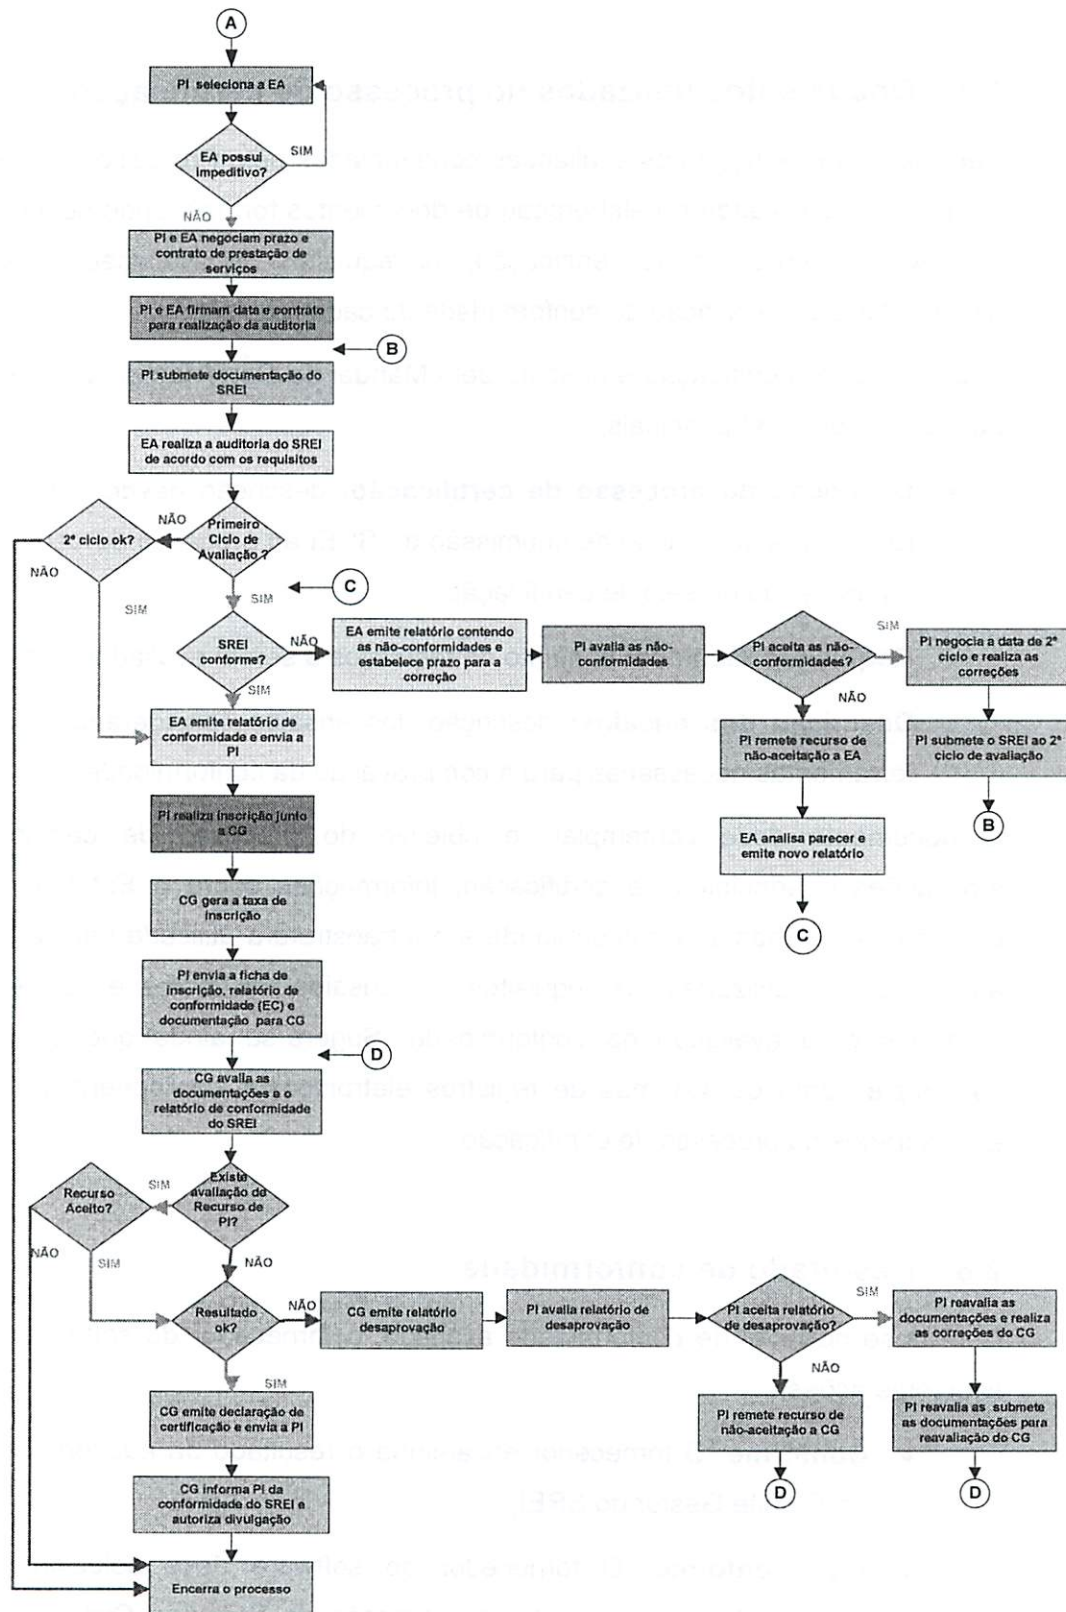 A
PI seleciona a EA
EA possui
impeditivo?
SIM
NÃO
PI e EA negociam prazo e
contrato de prestação de
serviços
PI e EA firmam data e contrato
para realização da auditoria
B
PI submete documentação do
SREI
EA realiza a auditoria do SREI
de acordo com os requisitos
Primeiro
Ciclo de
Avaliação ?
NÃO
2ª ciclo ok?
NÃO
SIM
SIM
C
SREI
conforme?
NÃO
SIM
EA emite relatório contendo
as não-conformidades e
estabelece prazo para a
correção
PI avalia as não-
conformidades
PI aceita as não-
conformidades?
SIM
NÃO
PI negocia a data de 2ª
ciclo e realiza as
correções
PI submete o SREI ao 2ª
ciclo de avaliação
B
PI remete recurso de
não-aceitação a EA
EA analisa parecer e
emite novo relatório
C
EA emite relatório de
conformidade e envia a
PI
PI realiza inscrição junto
a CG
CG gera a taxa de
inscrição
PI envia a ficha de
inscrição, relatório de
conformidade (EC) e
documentação para CG
D
CG avalia as
documentações e o
relatório de conformidade
do SREI
Existe
avaliação de
Recurso de
PI?
SIM
Recurso
Aceito?
NÃO
SIM
NÃO
Resultado
ok?
NÃO
SIM
CG emite relatório
desaprovação
PI avalia relatório de
desaprovação
PI aceita relatório
de desaprovação?
SIM
NÃO
PI reavalia as
documentações e realiza
as correções do CG
PI reavalia as submete
as documentações para
reavaliação do CG
D
PI remete recurso de
não-aceitação a CG
D
CG emite declaração de
certificação e envia a PI
CG informa PI da
conformidade do SREI e
autoriza divulgação
Encerra o processo